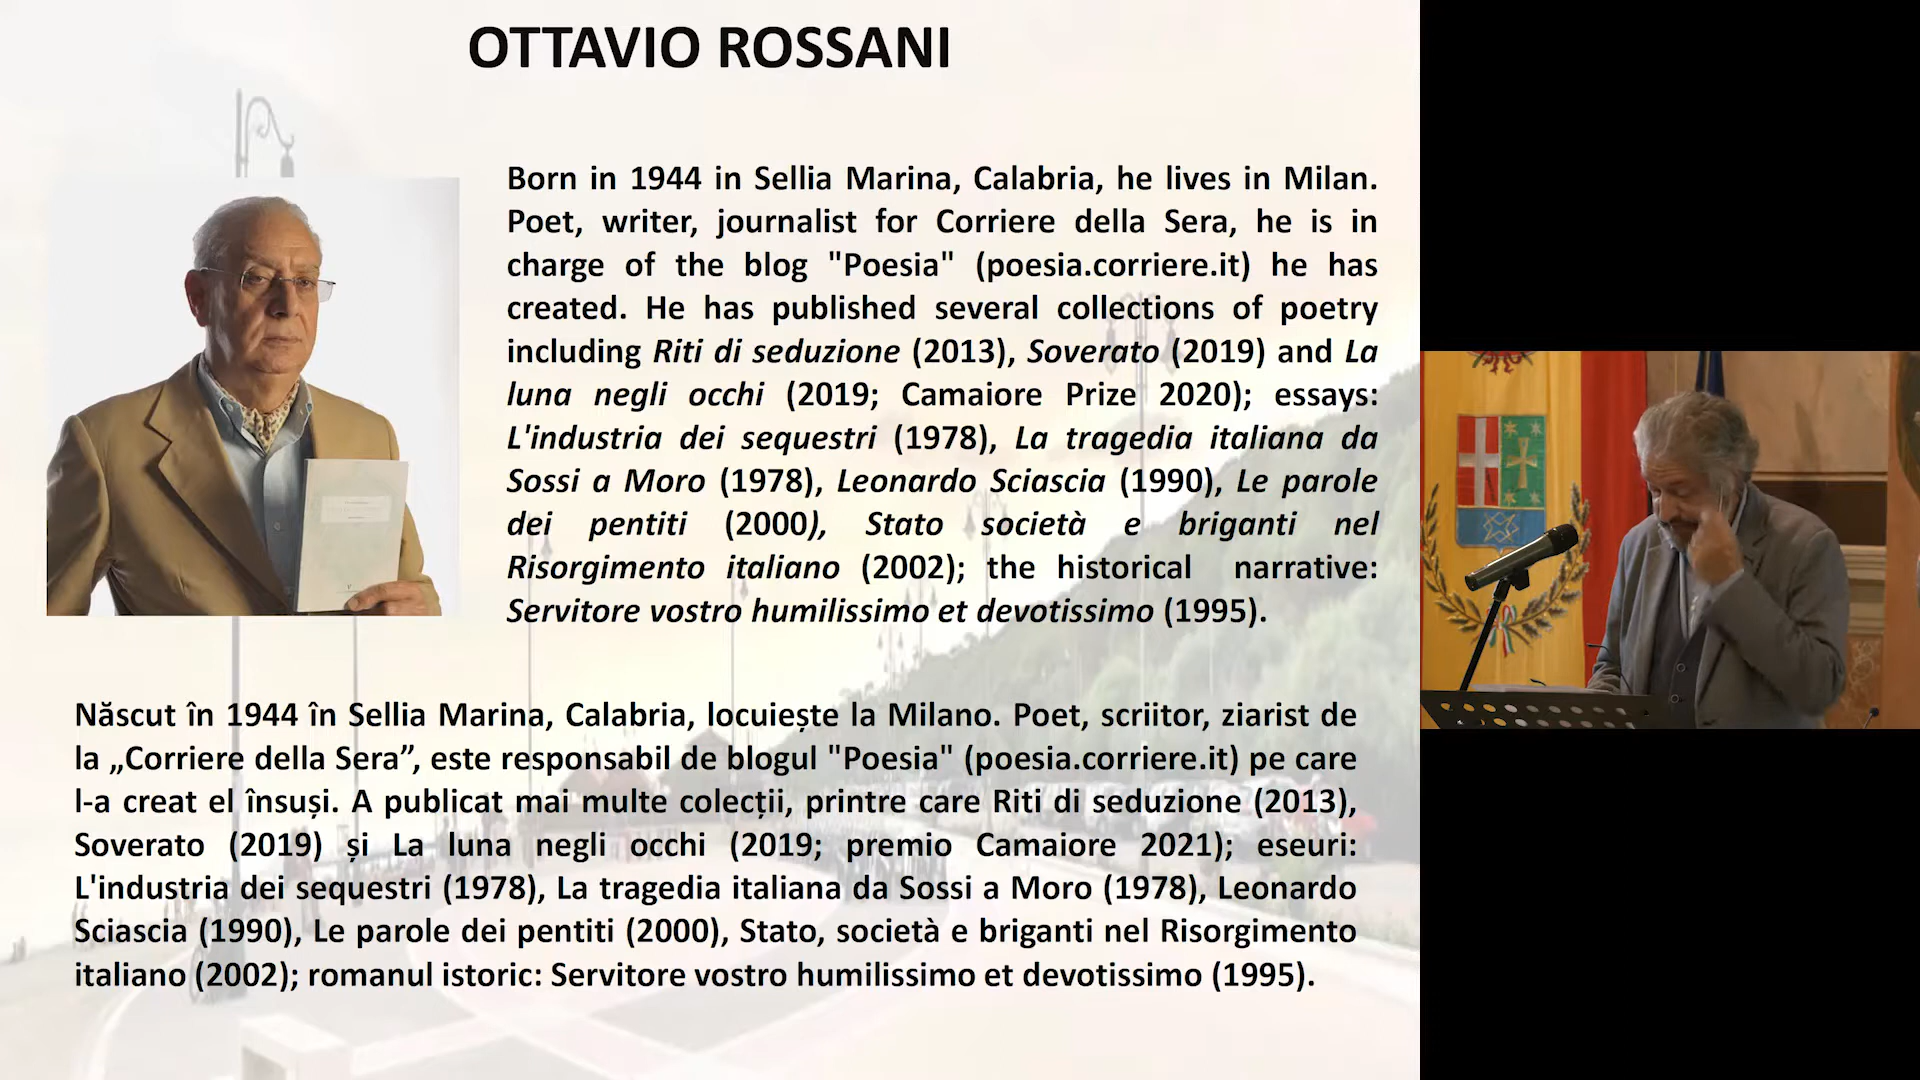 OTTAVIO ROSSANI
Born in 1944 in Sellia Marina, Calabria, he lives in Milan.
Poet, writer, journalist for Corriere della Sera, he is in
charge of the blog "Poesia" (poesia.corriere.it) he has
created. He has published several collections of poetry
including Riti di seduzione (2013), Soverato (2019) and La
luna negli occhi (2019; Camaiore Prize 2020); essays:
L'industria dei sequestri (1978), La tragedia italiana da
Sossi a Moro (1978), Leonardo Sciascia (1990), Le parole
dei pentiti (2000), Stato società e briganti nel
Risorgimento italiano (2002); the historical narrative:
Servitore vostro humilissimo et devotissimo (1995).
Născut în 1944 în Sellia Marina, Calabria, locuiește la Milano. Poet, scriitor, ziarist de
la „Corriere della Sera”, este responsabil de blogul "Poesia" (poesia.corriere.it) pe care
l-a creat el însuși. A publicat mai multe colecții, printre care Riti di seduzione (2013),
Soverato (2019) și La luna negli occhi (2019; premio Camaiore 2021); eseuri:
L'industria dei sequestri (1978), La tragedia italiana da Sossi a Moro (1978), Leonardo
Sciascia (1990), Le parole dei pentiti (2000), Stato, società e briganti nel Risorgimento
italiano (2002); romanul istoric: Servitore vostro humilissimo et devotissimo (1995).